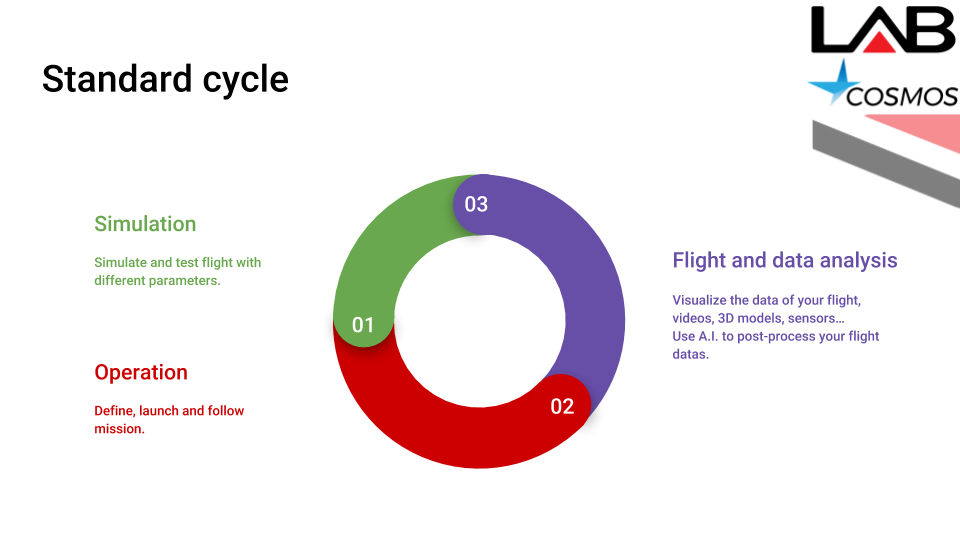 LAB
COSMOS
Standard cycle
Simulation
Simulate and test flight with
different parameters.
Operation
Define, launch and follow
mission.
03
01
02
Flight and data analysis
Visualize the data of your flight,
videos, 3D models, sensors...
Use A.I. to post-process your flight
datas.